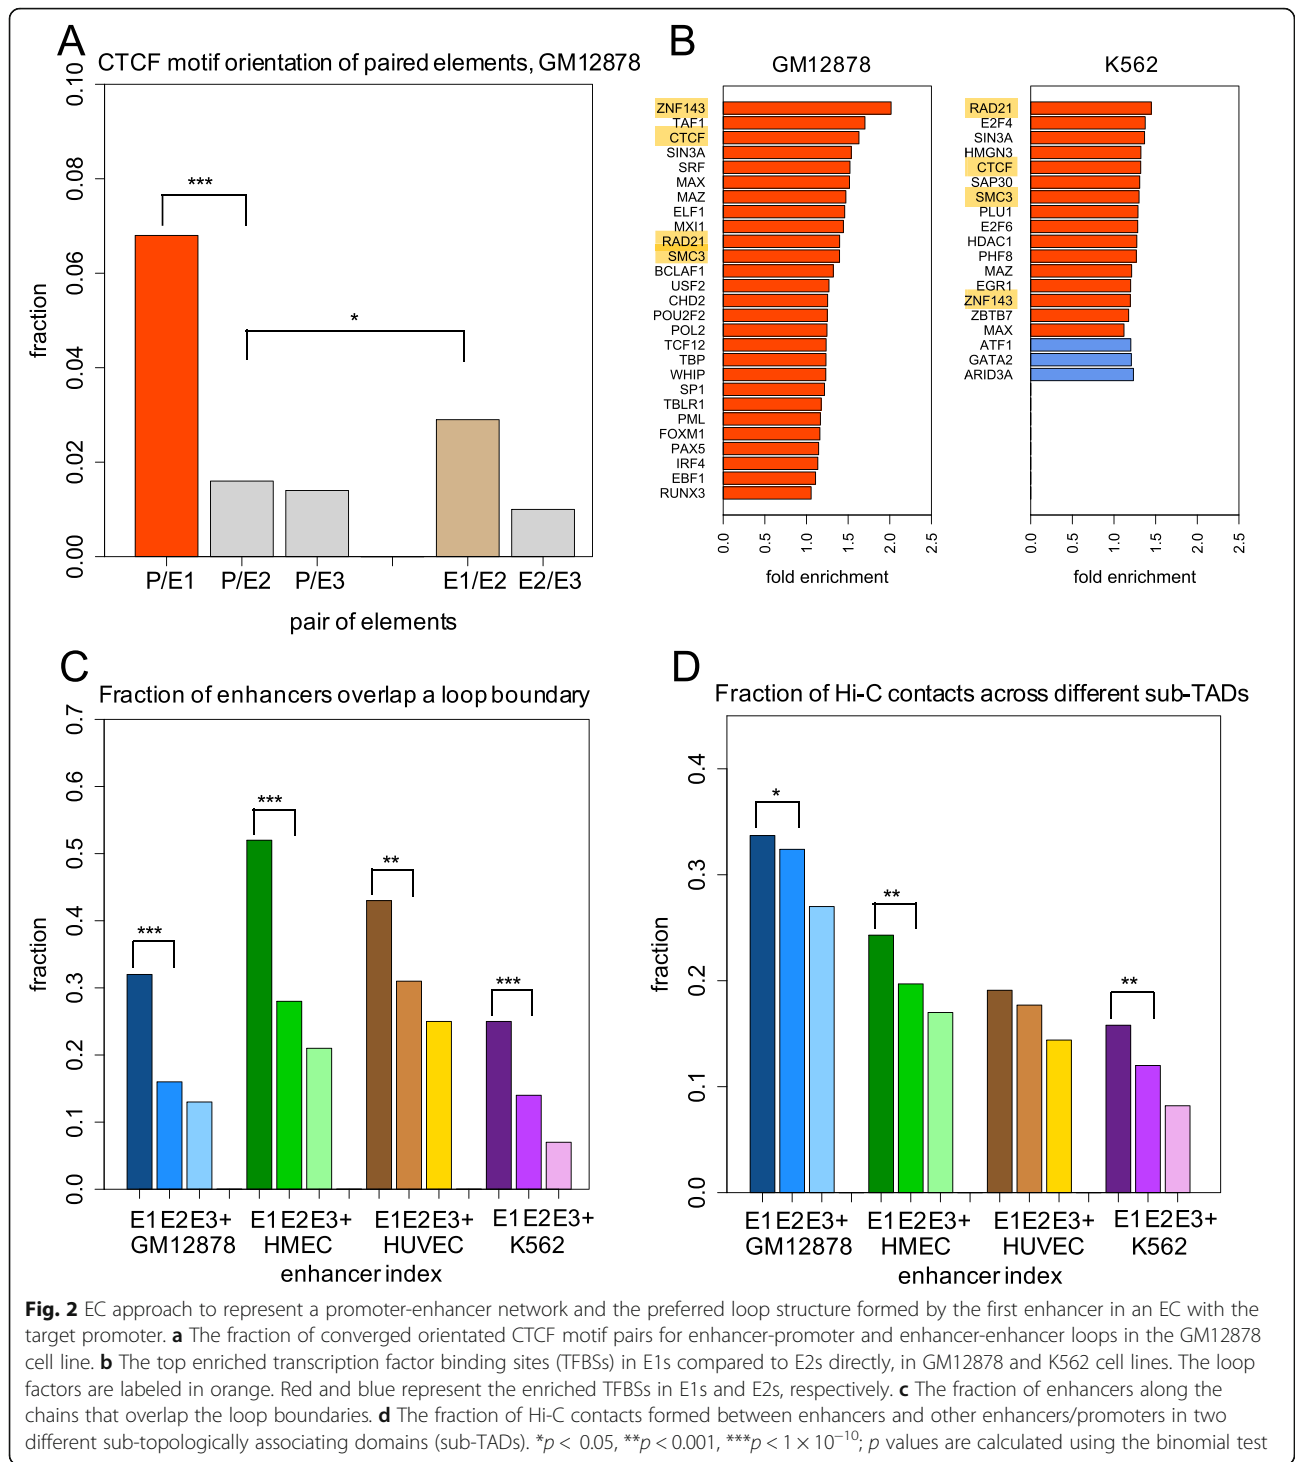 A
CTCF motif orientation of paired elements, GM12878
0.10
0.08
0.06
0.04
0.02
0.00
fraction
***
*
P/E1 P/E2 P/E3 E1/E2 E2/E3
pair of elements
B
GM12878
ZNF143
TAF1
CTCF
SIN3A
SRF
MAX
MAZ
ELF1
MXI1
RAD21
SMC3
BCLAF1
USF2
CHD2
POU2F2
POL2
TCF12
TBP
WHIP
SP1
TBLR1
PML
FOXM1
PAX5
IRF4
EBF1
RUNX3
0.0 0.5 1.0 1.5 2.0 2.5
fold enrichment
K562
RAD21
E2F4
SIN3A
HMGN3
CTCF
SAP30
SMC3
PLU1
E2F6
HDAC1
PHF8
MAZ
EGR1
ZNF143
ZBTB7
MAX
ATF1
GATA2
ARID3A
0.0 0.5 1.0 1.5 2.0 2.5
fold enrichment
C
Fraction of enhancers overlap a loop boundary
0.7
0.6
0.5
0.4
0.3
0.2
0.1
0.0
fraction
***
***
**
***
E1E2E3+ E1E2E3+ E1E2E3+ E1E2E3+
GM12878 HMEC HUVEC K562
enhancer index
D
Fraction of Hi-C contacts across different sub-TADs
0.4
0.3
0.2
0.1
0.0
fraction
*
**
**
E1E2E3+ E1E2E3+ E1E2E3+ E1E2E3+
GM12878 HMEC HUVEC K562
enhancer index
Fig. 2 EC approach to represent a promoter-enhancer network and the preferred loop structure formed by the first enhancer in an EC with the
target promoter. a The fraction of converged orientated CTCF motif pairs for enhancer-promoter and enhancer-enhancer loops in the GM12878
cell line. b The top enriched transcription factor binding sites (TFBSs) in E1s compared to E2s directly, in GM12878 and K562 cell lines. The loop
factors are labeled in orange. Red and blue represent the enriched TFBSs in E1s and E2s, respectively. c The fraction of enhancers along the
chains that overlap the loop boundaries. d The fraction of Hi-C contacts formed between enhancers and other enhancers/promoters in two
different sub-topologically associating domains (sub-TADs). *p < 0.05, **p < 0.001, ***p < 1 × 10⁻¹⁰; p values are calculated using the binomial test